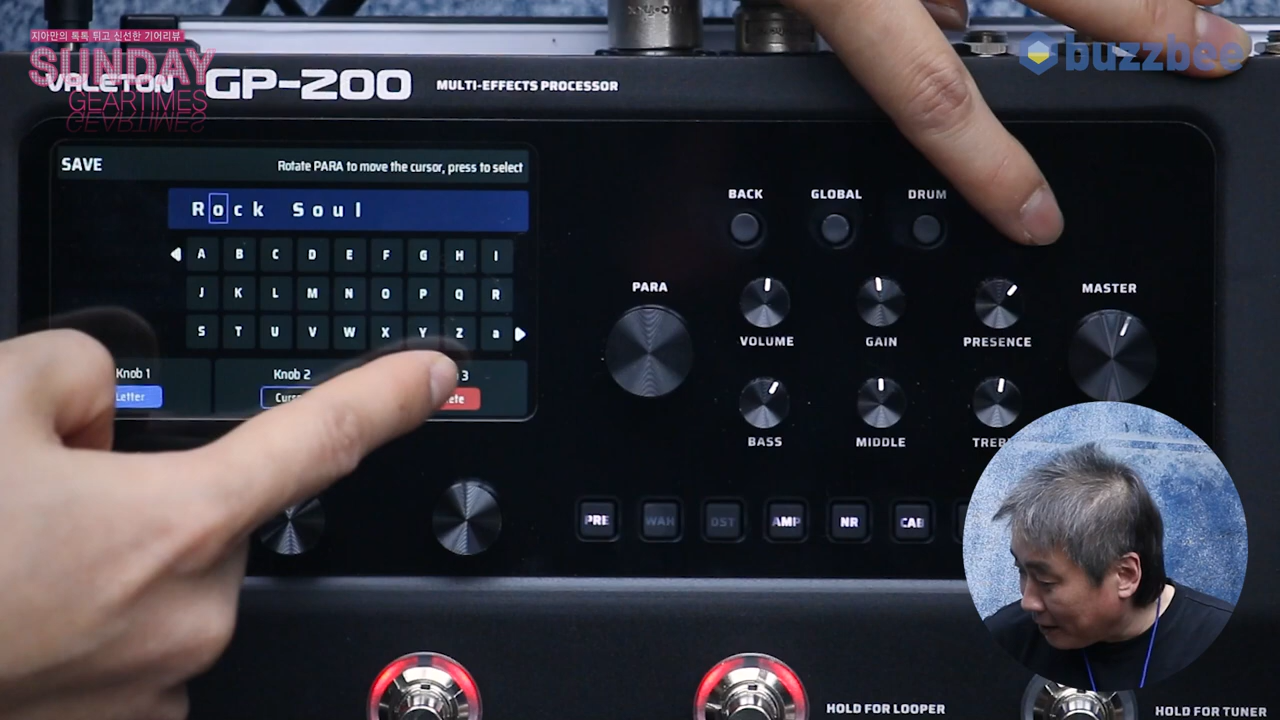 지아만의 톡톡 튀고 신선한 기어리뷰
SUNDAY
GEARTIMES
buzzbee
VALETON GP-200 MULTI-EFFECTS PROCESSOR
SAVE Rotate PARA to move the cursor, press to select
Rock Soul
A B C D E F G H I
J K L M N O P Q R
S T U V W X Y Z a
Knob 1 Knob 2 3
Letter
BACK GLOBAL DRUM
PARA MASTER
VOLUME GAIN PRESENCE
BASS MIDDLE
PRE WAH DST AMP NR CAB
HOLD FOR LOOPER
HOLD FOR TUNER